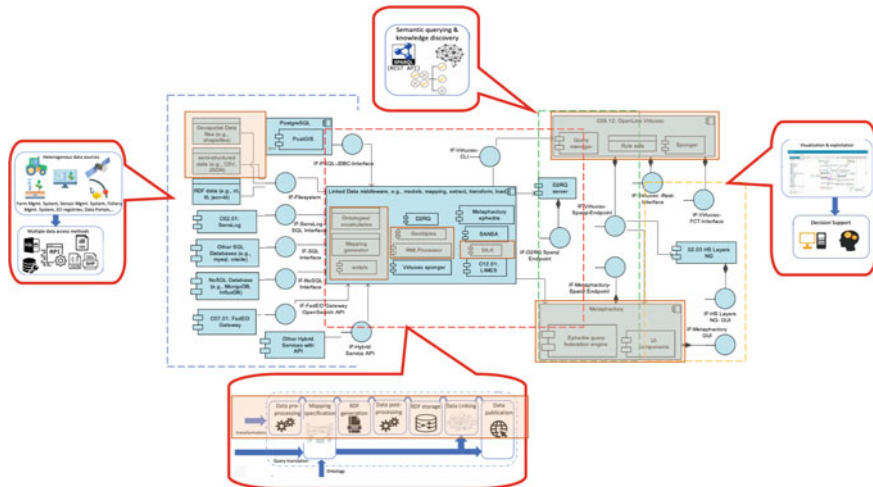 Semantic querying &
knowledge discovery
SPARQL
(REST API)
Heterogenous data sources
Farm Mgmt. System, Sensor Mgmt. System, Fishery
Mgmt. System, EO registries, Data Portals,..
Multiple data access methods
API
Geospatial Data
files (e.g.,
shapefiles)
semi-structured
data (e.g., CSV,
JSON)
RDF data (e.g., nt,
ttl, json-ld)
C02.01:
SensLog
Other SQL
Databases (e.g.,
mysql, oracle)
NoSQL Database
(e.g., MongoDB,
InfluxDB)
C07.01: FedEO
Gateway
Other Hybrid
Services with
API
PostgreSQL
PostGIS
IF-PSQL-JDBC-Interface
IF-Filesystem
IF-SensLog
SQL Interface
IF-SQL
Interface
IF-NoSQL
Interface
IF-FedEO Gateway
OpenSearch API
IF-Hybrid
Service API
Linked Data middleware, e.g., module, mapping, extract, transform, load
Ontologies/
vocabularies
Mapping
generator
scripts
D2RQ
Geotriples
RML Processor
Virtuoso sponger
Metaphactory
ephedra
SANSA
SILK
C12.01:
LIMES
IF-Virtuoso-
CLI
D2RQ
server
IF-D2RQ Sparql
Endpoint
C09.12: OpenLink Virtuoso
Query
manager
Rule sets
Sponger
IF-Virtuoso-
Sparql Endpoint
IF-Virtuoso-iRest-
Interface
IF-Virtuoso-
FCT-Interface
02.03 HS Layers
NG
IF-HS Layers
NG- GUI
IF-Metaphactory-
Sparql Endpoint
IF-Metaphactory
GUI
Metaphactory
Ephedra query
federation engine
UI
components
Visualization & exploitation
Decision Support
Data pre-
processing
Mapping
specification
RDF
generation
Data post-
processing
RDF storage
Data Linking
Data
publication
transformation
Query translation
Ontology